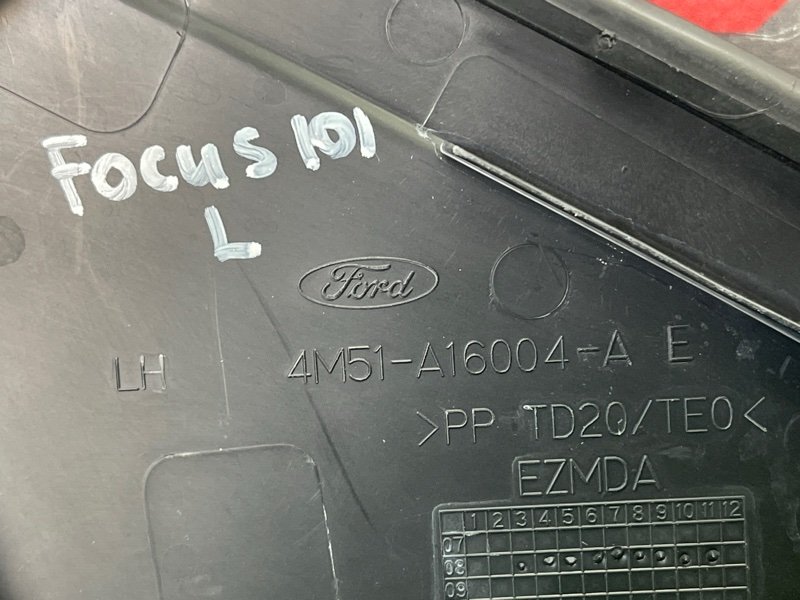 Focus 101
L
Ford
LH 4M51-A16004-A E
>PP TD20/TE0<
EZMDA
1 2 3 4 5 6 7 8 9 10 11 12
07
08
09